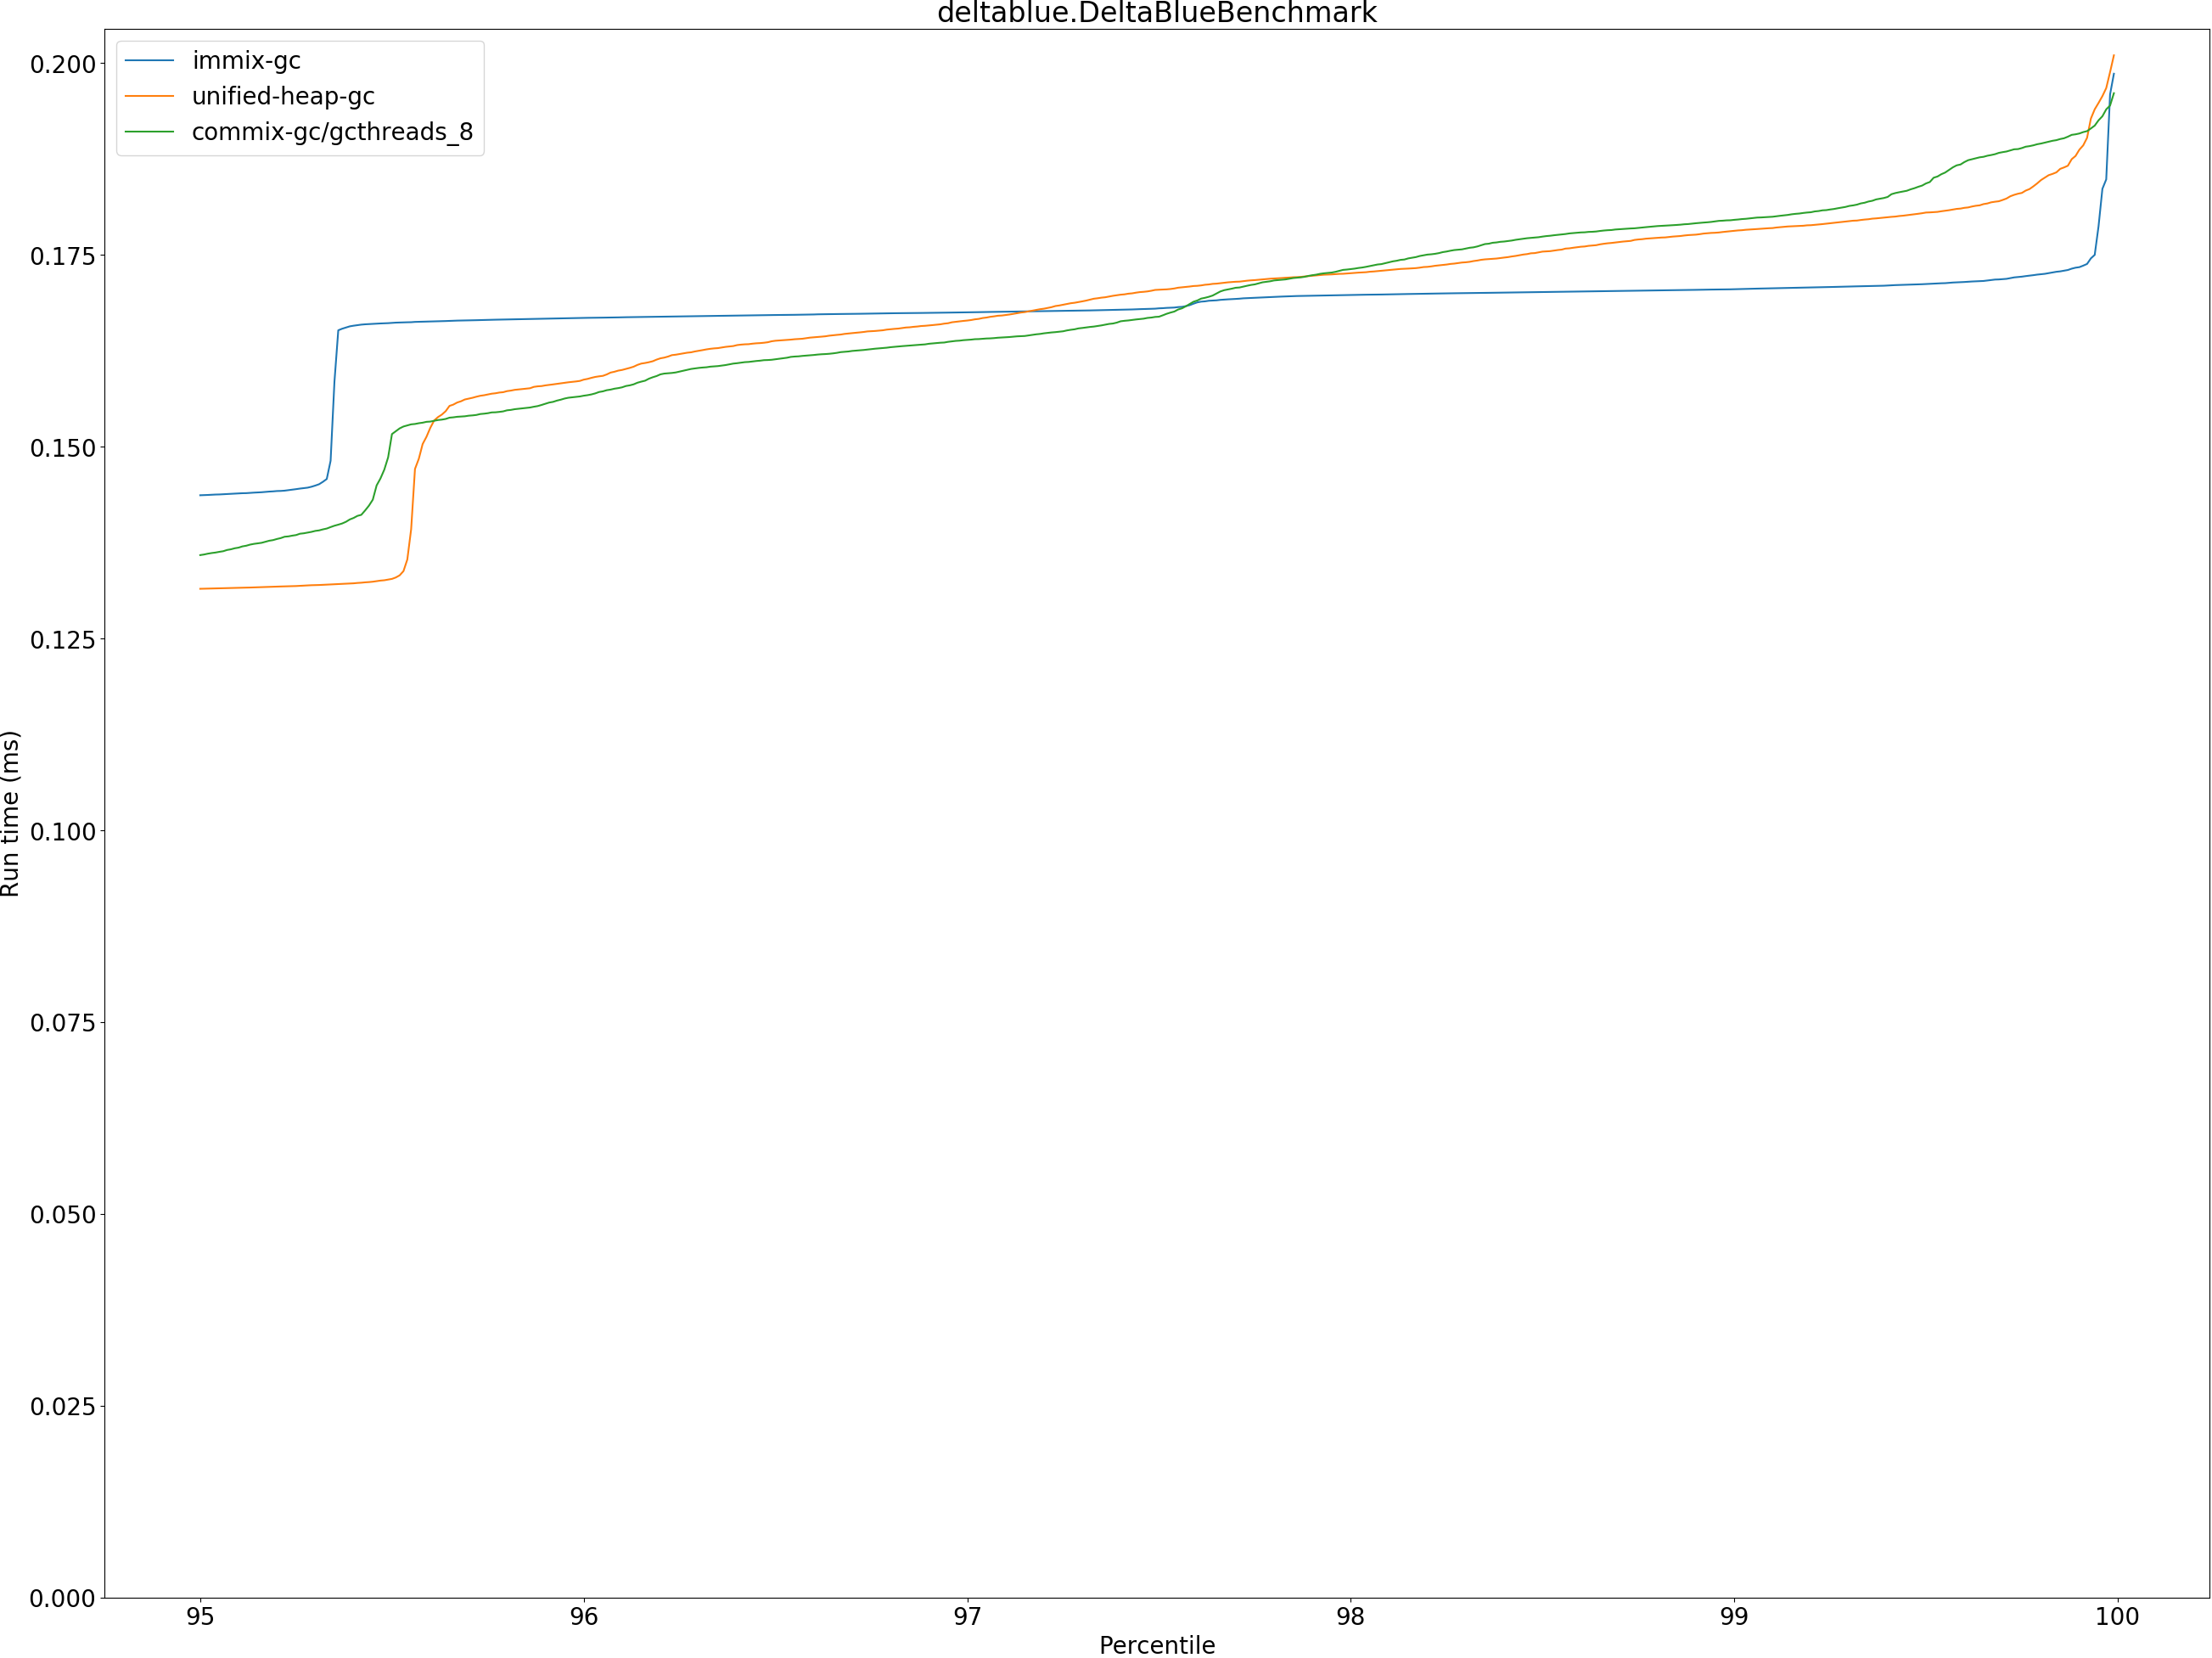 deltablue.DeltaBlueBenchmark
immix-gc
unified-heap-gc
commix-gc/gcthreads_8
0.200
0.175
0.150
0.125
0.100
0.075
0.050
0.025
0.000
Run time (ms)
95 96 97 98 99 100
Percentile